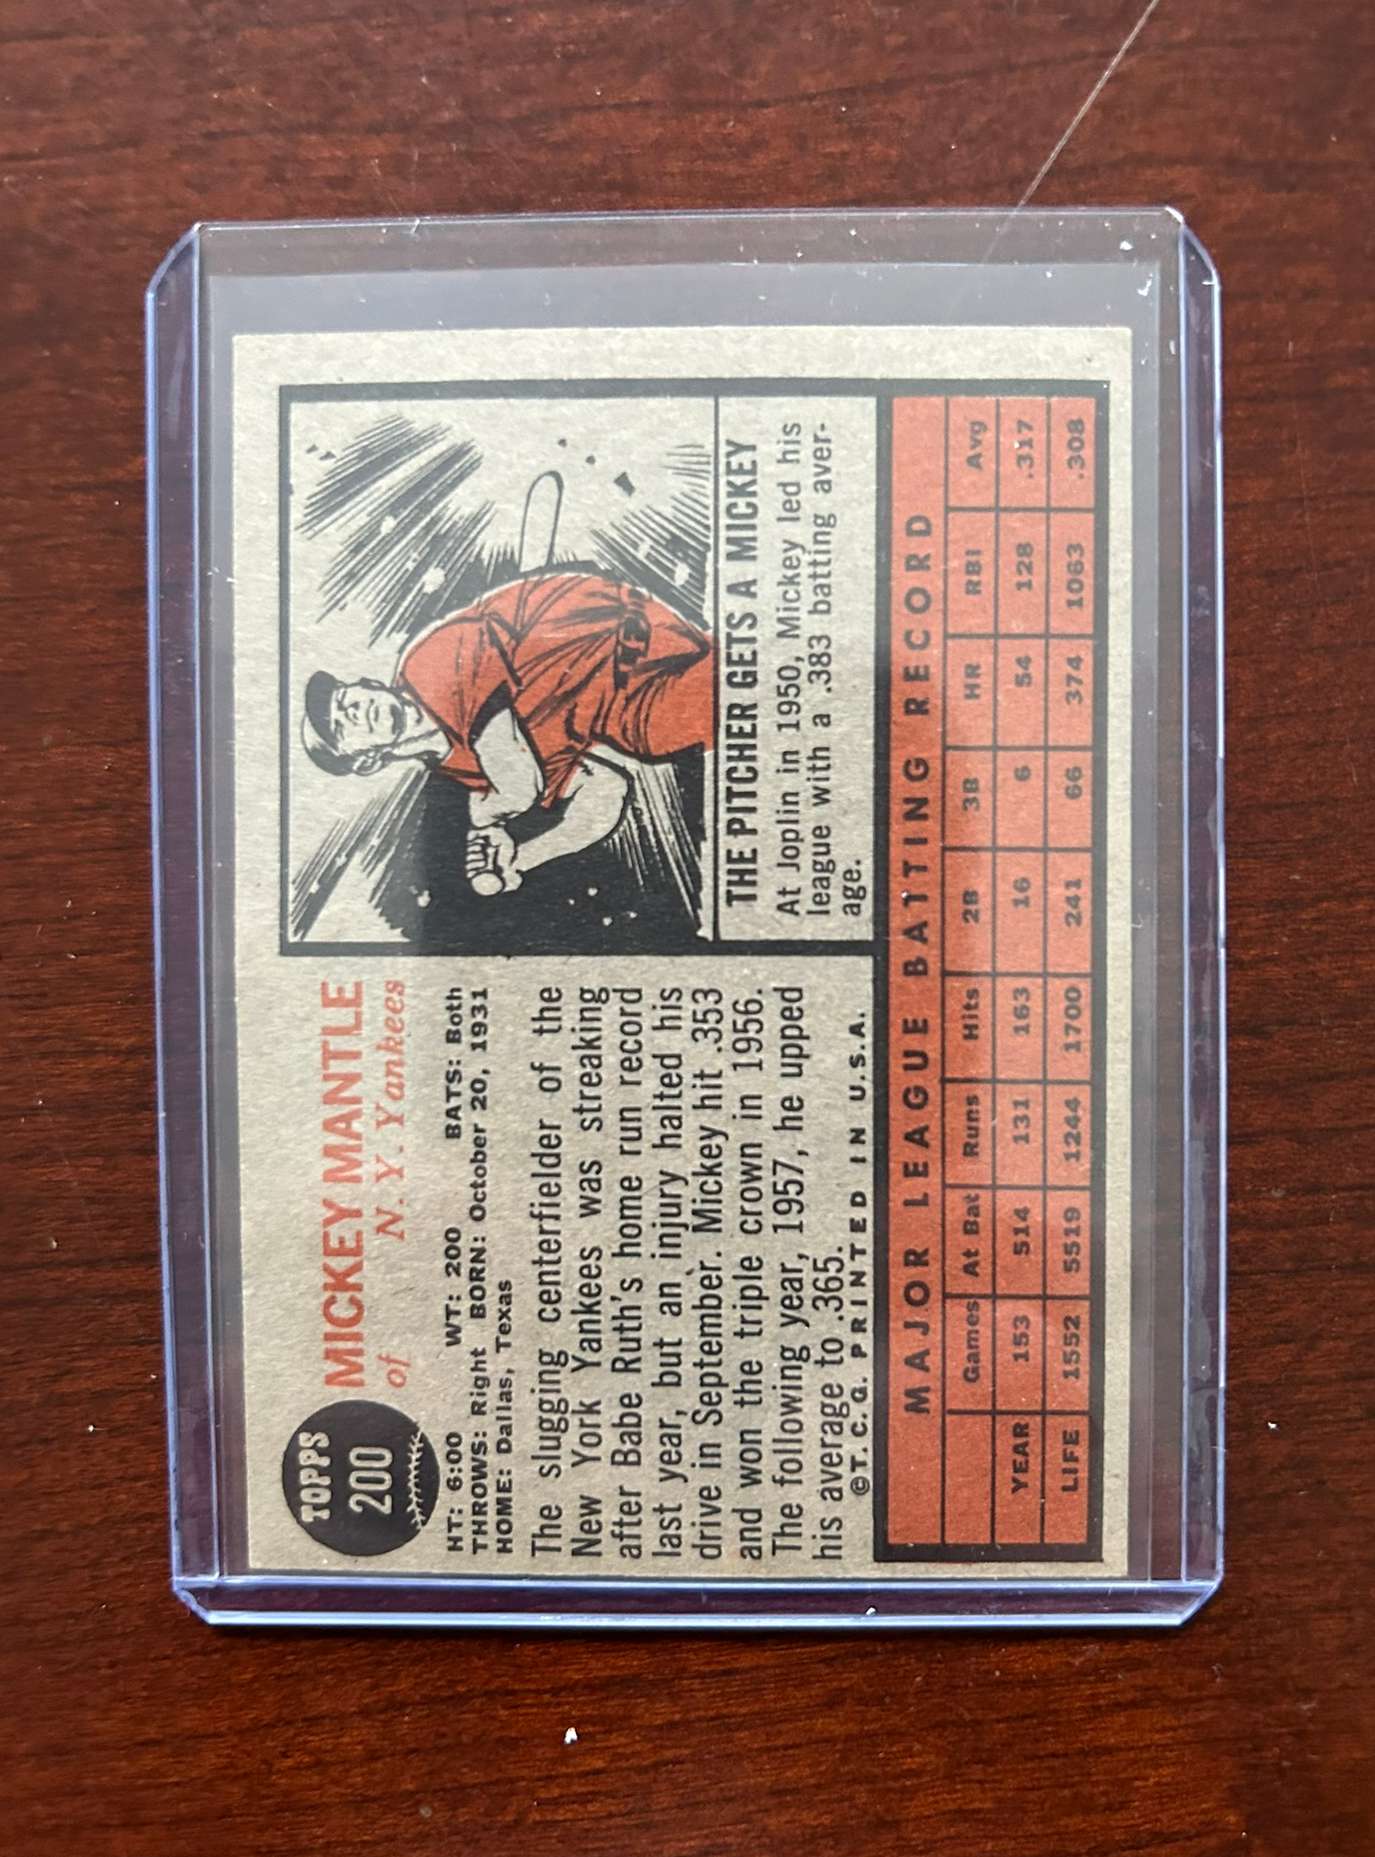 TOPPS
200
MICKEY MANTLE
of N. Y. Yankees
HT: 6:00 WT: 200 BATS: Both
THROWS: Right BORN: October 20, 1931
HOME: Dallas, Texas
The slugging centerfielder of the
New York Yankees was streaking
after Babe Ruth's home run record
last year, but an injury halted his
drive in September. Mickey hit .353
and won the triple crown in 1956.
The following year, 1957, he upped
his average to .365.
©T. C. G. PRINTED IN U.S.A.
THE PITCHER GETS A MICKEY
At Joplin in 1950, Mickey led his
league with a .383 batting aver-
age.
MAJOR LEAGUE BATTING RECORD
Games At Bat Runs Hits 2B 3B HR RBI Avg
YEAR 153 514 131 163 16 6 54 128 .317
LIFE 1552 5519 1244 1700 241 66 374 1063 .308